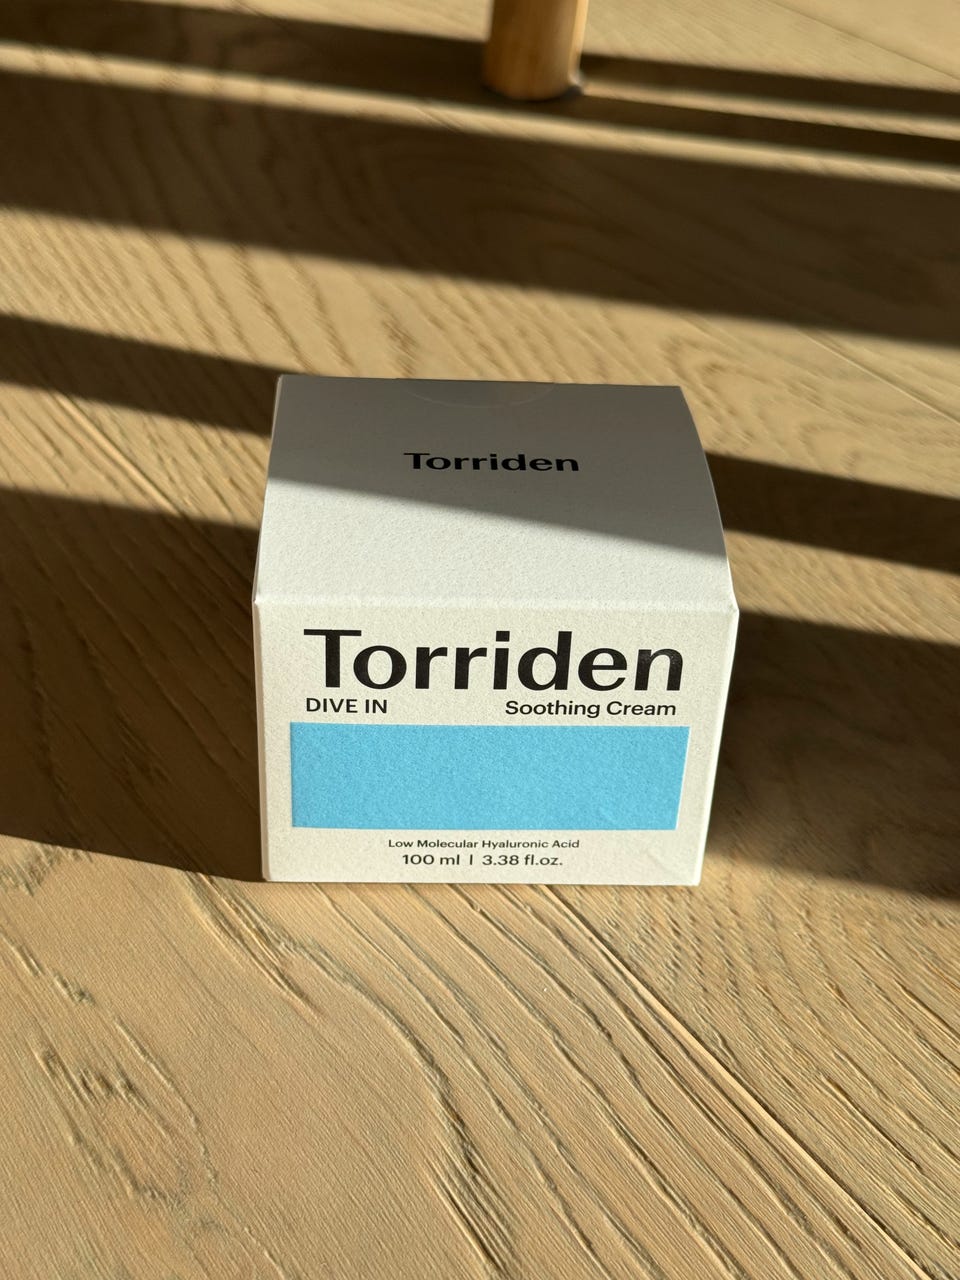 Torriden
Torriden
DIVE IN Soothing Cream
Low Molecular Hyaluronic Acid
100 ml | 3.38 fl.oz.